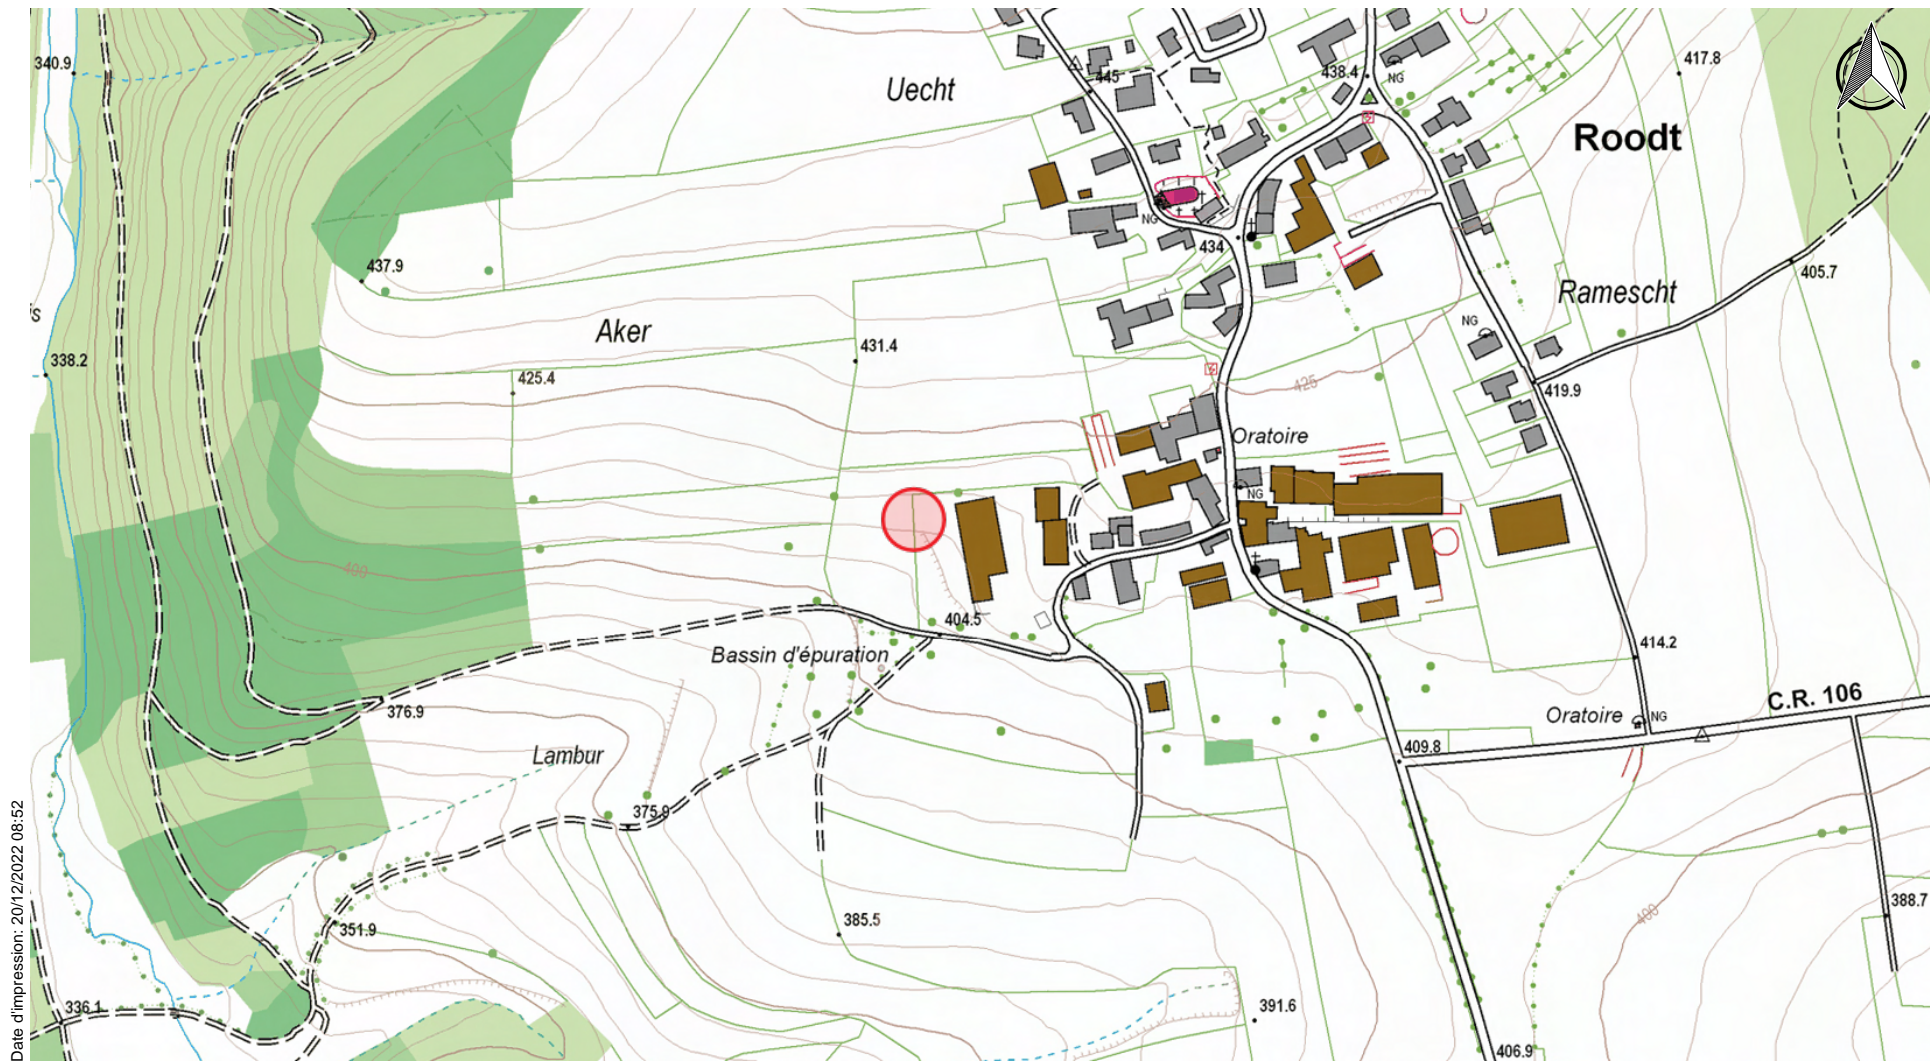 340.9
445
438.4
NG
417.8
Uecht
Roodt
NG
434
437.9
405.7
Ramescht
NG
Aker
431.4
338.2
425.4
425
419.9
Oratoire
NG
400
404.5
414.2
Bassin d'épuration
376.9
C.R. 106
Oratoire
NG
Lambur
409.8
375.9
388.7
400
385.5
351.9
336.1
391.6
406.9
Date d'impression: 20/12/2022 08:52